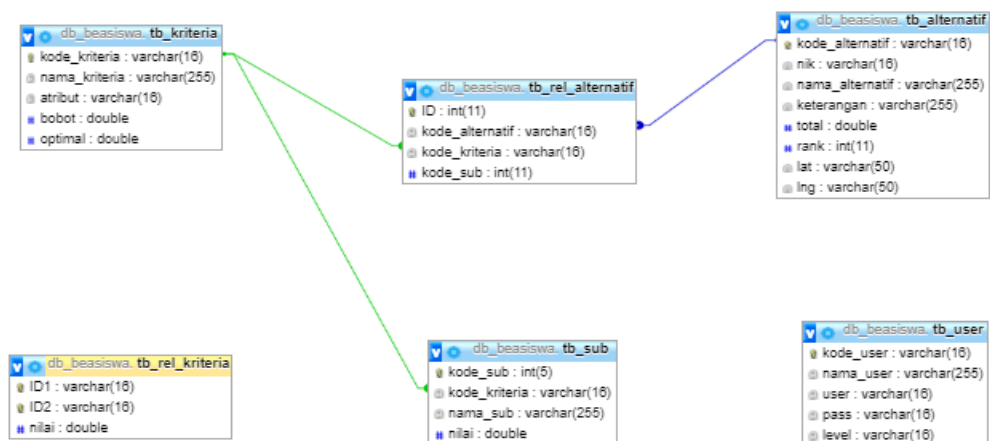 db_beasiswa. tb_kriteria
kode_kriteria : varchar(16)
nama_kriteria : varchar(255)
atribut : varchar(16)
bobot : double
optimal : double
db_beasiswa. tb_rel_alternatif
ID : int(11)
kode_alternatif : varchar(16)
kode_kriteria : varchar(16)
kode_sub : int(11)
db_beasiswa. tb_alternatif
kode_alternatif : varchar(16)
nik : varchar(16)
nama_alternatif : varchar(255)
keterangan : varchar(255)
total : double
rank : int(11)
lat : varchar(50)
lng : varchar(50)
db_beasiswa. tb_rel_kriteria
ID1 : varchar(16)
ID2 : varchar(16)
nilai : double
db_beasiswa. tb_sub
kode_sub : int(5)
kode_kriteria : varchar(16)
nama_sub : varchar(255)
nilai : double
db_beasiswa. tb_user
kode_user : varchar(16)
nama_user : varchar(255)
user : varchar(16)
pass : varchar(16)
level : varchar(16)